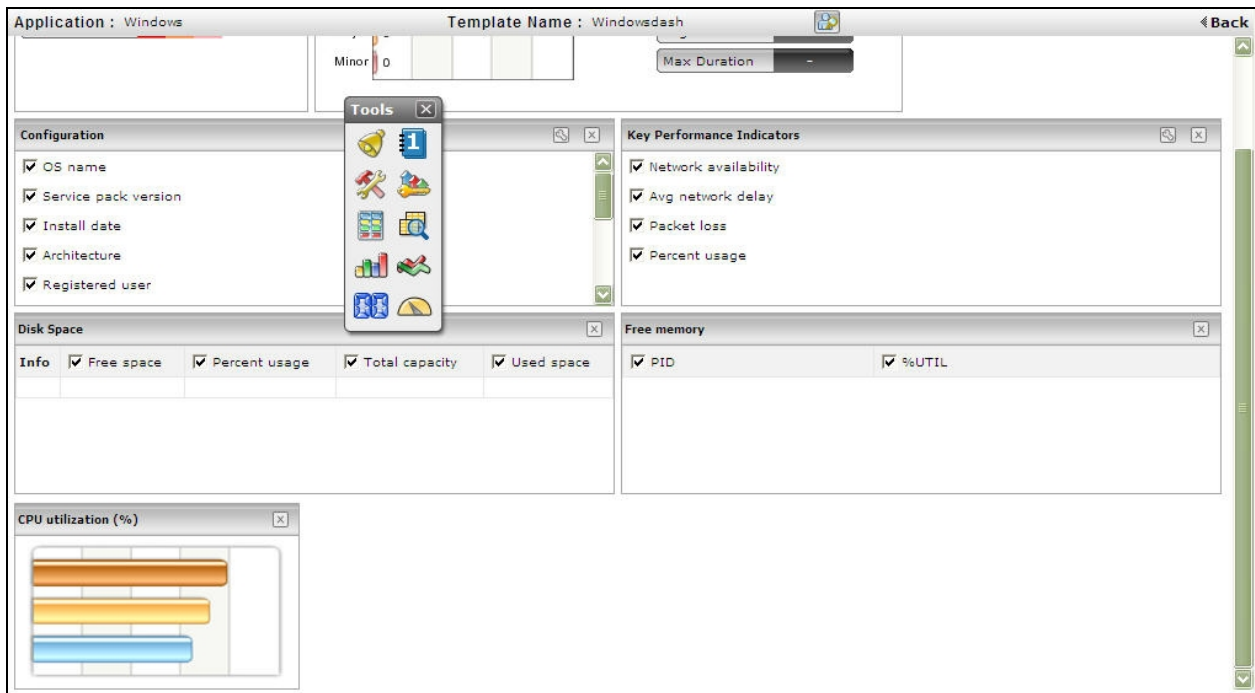 Application : Windows
Template Name : Windowsdash
Back
0
Minor 0
Max Duration -
Tools
1
Configuration
OS name
Service pack version
Install date
Architecture
Registered user
Key Performance Indicators
Network availability
Avg network delay
Packet loss
Percent usage
Disk Space
Info Free space Percent usage Total capacity Used space
Free memory
PID %UTIL
CPU utilization (%)